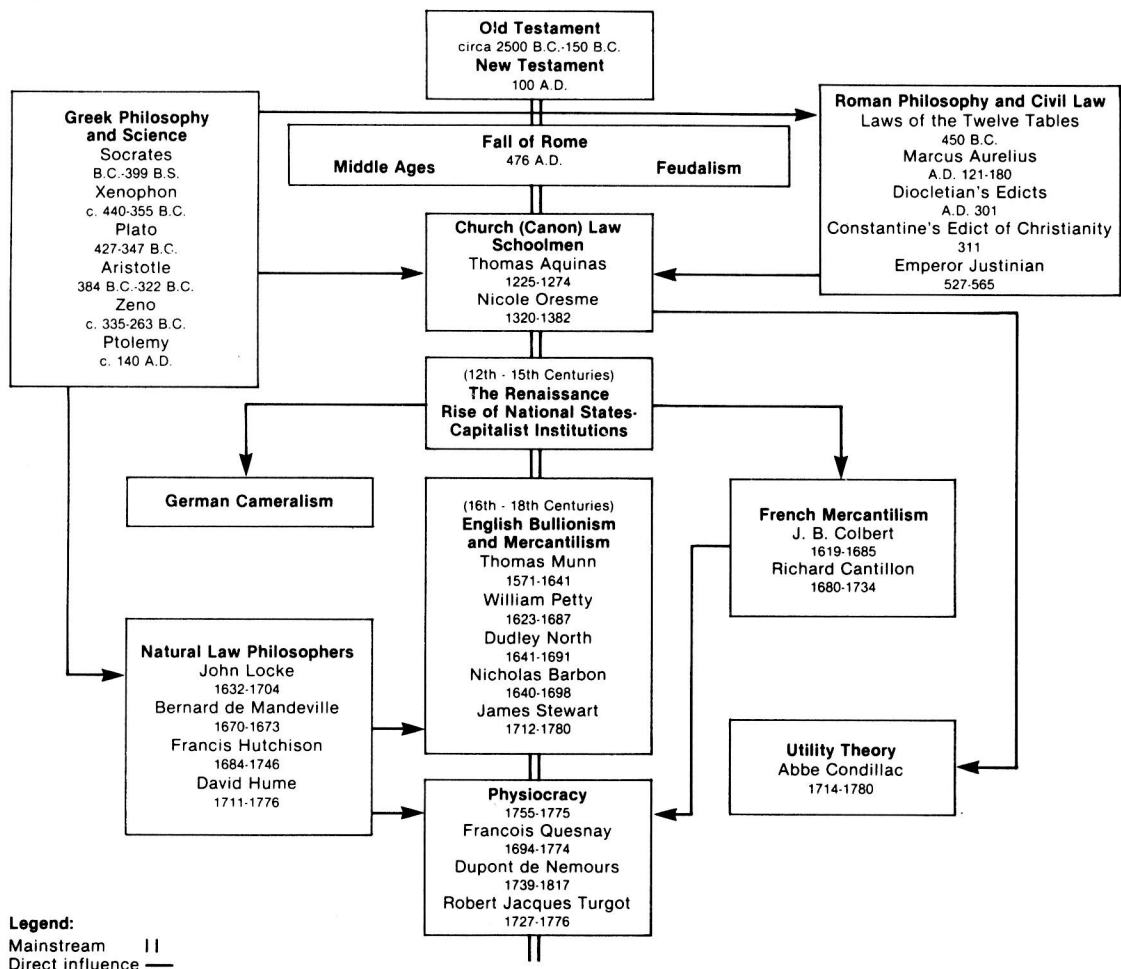 Old Testament
circa 2500 B.C.-150 B.C.
New Testament
100 A.D.
Greek Philosophy
and Science
Socrates
B.C.-399 B.S.
Xenophon
c. 440-355 B.C.
Plato
427-347 B.C.
Aristotle
384 B.C.-322 B.C.
Zeno
c. 335-263 B.C.
Ptolemy
c. 140 A.D.
Fall of Rome
476 A.D.
Middle Ages Feudalism
Roman Philosophy and Civil Law
Laws of the Twelve Tables
450 B.C.
Marcus Aurelius
A.D. 121-180
Diocletian's Edicts
A.D. 301
Constantine's Edict of Christianity
311
Emperor Justinian
527-565
Church (Canon) Law
Schoolmen
Thomas Aquinas
1225-1274
Nicole Oresme
1320-1382
(12th - 15th Centuries)
The Renaissance
Rise of National States-
Capitalist Institutions
German Cameralism
(16th - 18th Centuries)
English Bullionism
and Mercantilism
Thomas Munn
1571-1641
William Petty
1623-1687
Dudley North
1641-1691
Nicholas Barbon
1640-1698
James Stewart
1712-1780
French Mercantilism
J. B. Colbert
1619-1685
Richard Cantillon
1680-1734
Natural Law Philosophers
John Locke
1632-1704
Bernard de Mandeville
1670-1673
Francis Hutchison
1684-1746
David Hume
1711-1776
Utility Theory
Abbe Condillac
1714-1780
Physiocracy
1755-1775
Francois Quesnay
1694-1774
Dupont de Nemours
1739-1817
Robert Jacques Turgot
1727-1776
Legend:
Mainstream
Direct influence